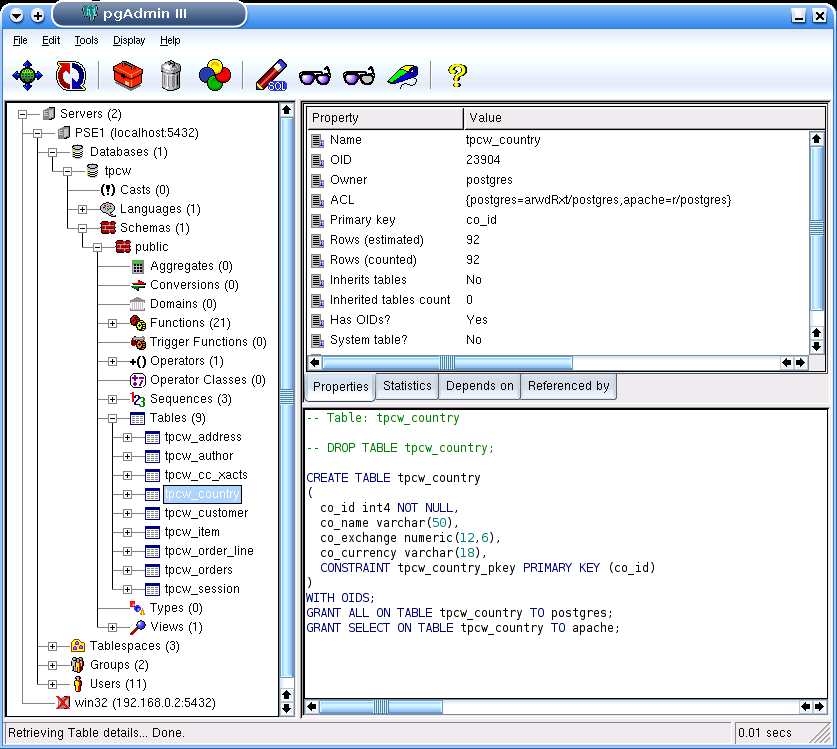 pgAdmin III
File Edit Tools Display Help
SQL
Servers (2)
PSE1 (localhost:5432)
Databases (1)
tpcw
Casts (0)
Languages (1)
Schemas (1)
public
Aggregates (0)
Conversions (0)
Domains (0)
Functions (21)
Trigger Functions (0)
Operators (1)
Operator Classes (0)
Sequences (3)
Tables (9)
tpcw_address
tpcw_author
tpcw_cc_xacts
tpcw_country
tpcw_customer
tpcw_item
tpcw_order_line
tpcw_orders
tpcw_session
Types (0)
Views (1)
Tablespaces (3)
Groups (2)
Users (11)
win32 (192.168.0.2:5432)
Property Value
Name tpcw_country
OID 23904
Owner postgres
ACL {postgres=arwdRxt/postgres,apache=r/postgres}
Primary key co_id
Rows (estimated) 92
Rows (counted) 92
Inherits tables No
Inherited tables count 0
Has OIDs? Yes
System table? No
Properties Statistics Depends on Referenced by
-- Table: tpcw_country
-- DROP TABLE tpcw_country;
CREATE TABLE tpcw_country
(
co_id int4 NOT NULL,
co_name varchar(50),
co_exchange numeric(12,6),
co_currency varchar(18),
CONSTRAINT tpcw_country_pkey PRIMARY KEY (co_id)
)
WITH OIDS;
GRANT ALL ON TABLE tpcw_country TO postgres;
GRANT SELECT ON TABLE tpcw_country TO apache;
Retrieving Table details... Done. 0.01 secs